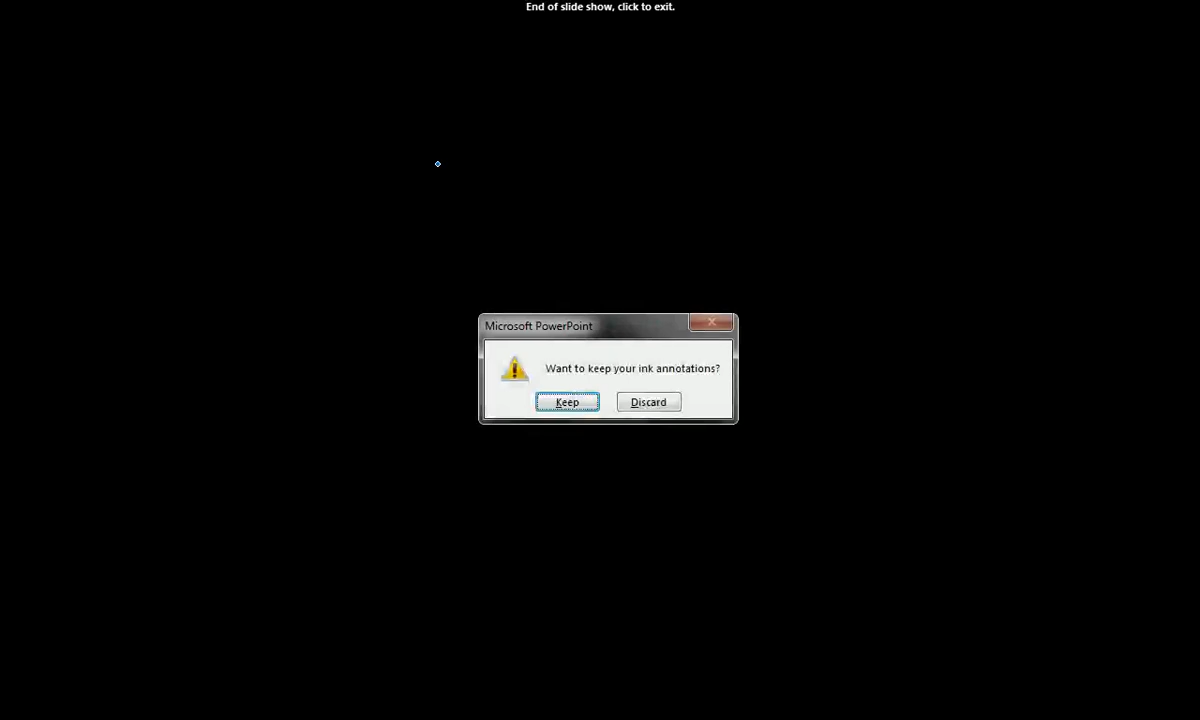 End of slide show, click to exit.
Microsoft PowerPoint
Want to keep your ink annotations?
Keep Discard